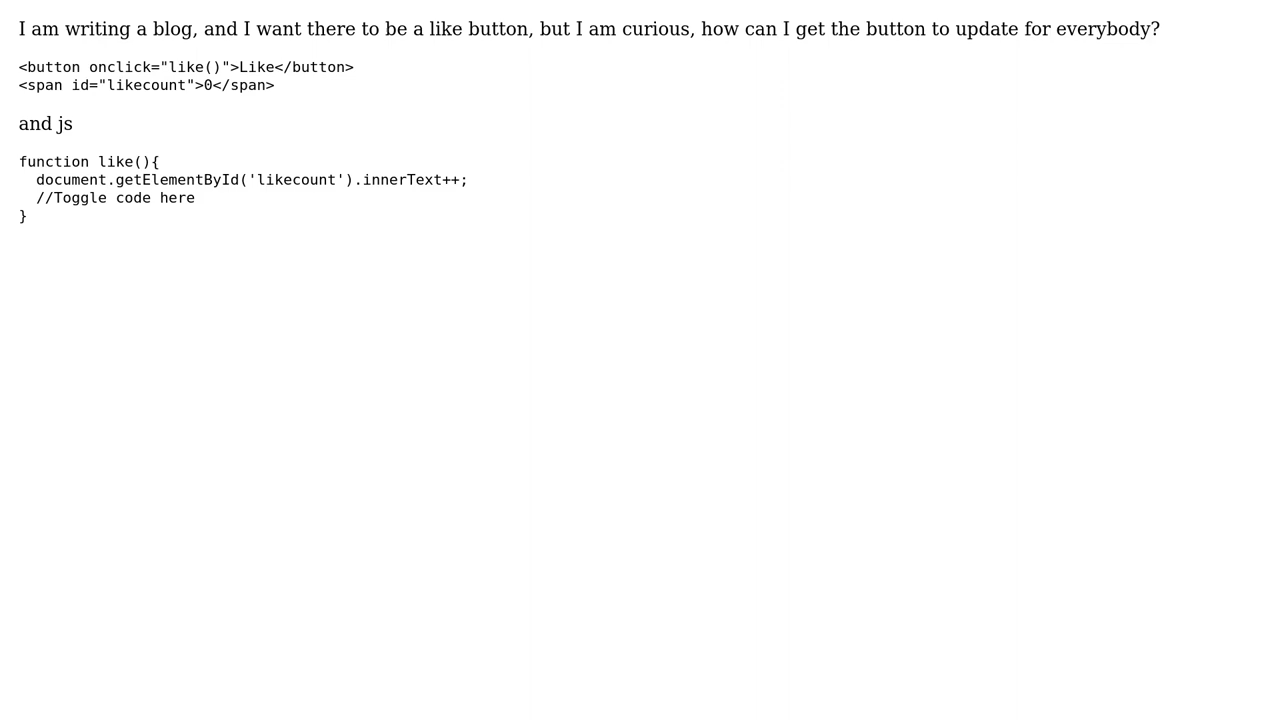 I am writing a blog, and I want there to be a like button, but I am curious, how can I get the button to update for everybody?
<button onclick="like()">Like</button>
<span id="likecount">0</span>
and js
function like(){
  document.getElementById('likecount').innerText++;
  //Toggle code here
}